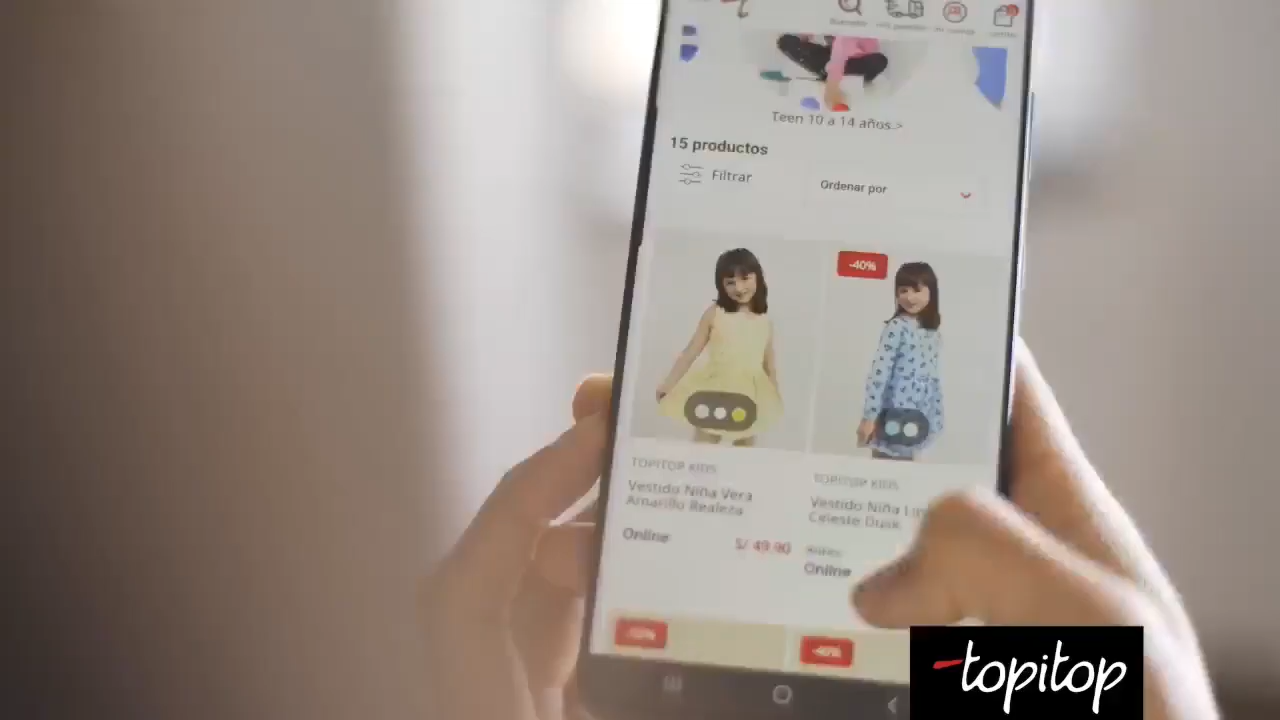 Teen 10 a 14 años >
15 productos
Filtrar
Ordenar por
-40%
TOPITOP KIDS
Vestido Niña Vera
Amarillo Realeza
Online
S/ 49.90
TOPITOP KIDS
Vestido Niña
Celeste Dusk
Online
-40%
topitop